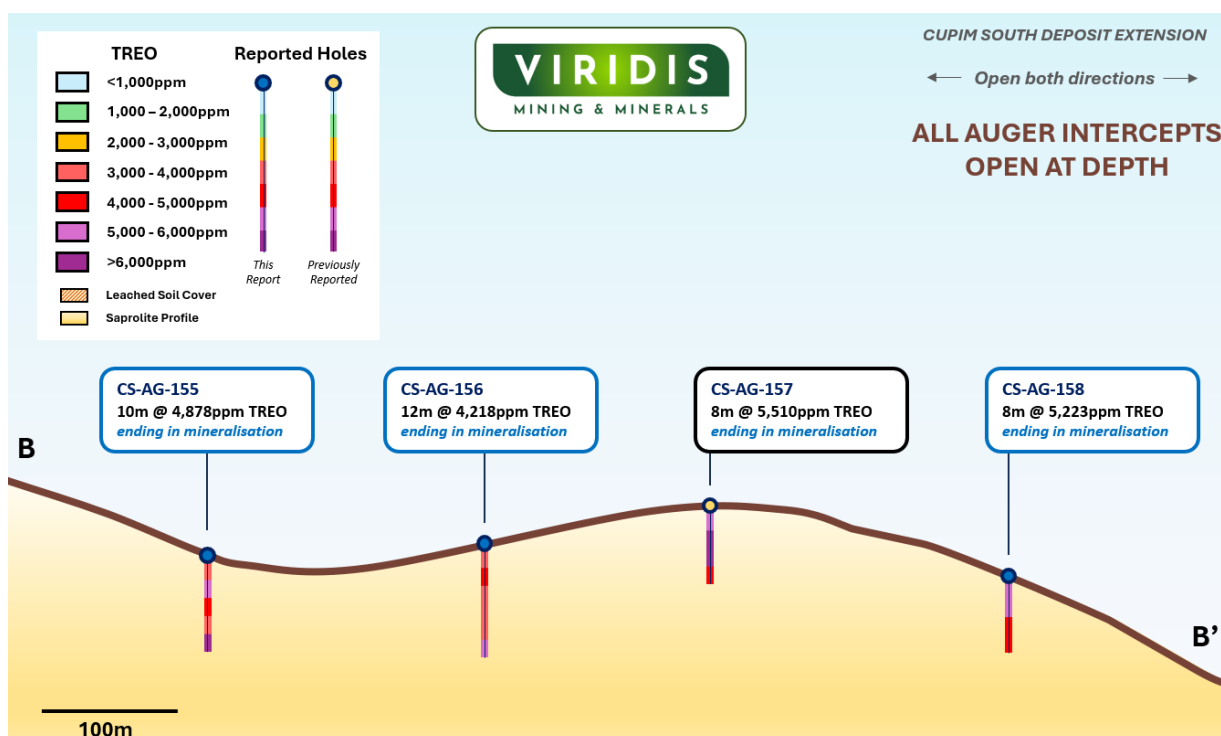 TREO
<1,000ppm
1,000 – 2,000ppm
2,000 - 3,000ppm
3,000 - 4,000ppm
4,000 - 5,000ppm
5,000 - 6,000ppm
>6,000ppm
Leached Soil Cover
Saprolite Profile
Reported Holes
This
Report
Previously
Reported
VIRIDIS
MINING & MINERALS
CUPIM SOUTH DEPOSIT EXTENSION
Open both directions
ALL AUGER INTERCEPTS
OPEN AT DEPTH
CS-AG-155
10m @ 4,878ppm TREO
ending in mineralisation
CS-AG-156
12m @ 4,218ppm TREO
ending in mineralisation
CS-AG-157
8m @ 5,510ppm TREO
ending in mineralisation
CS-AG-158
8m @ 5,223ppm TREO
ending in mineralisation
B
B’
100m